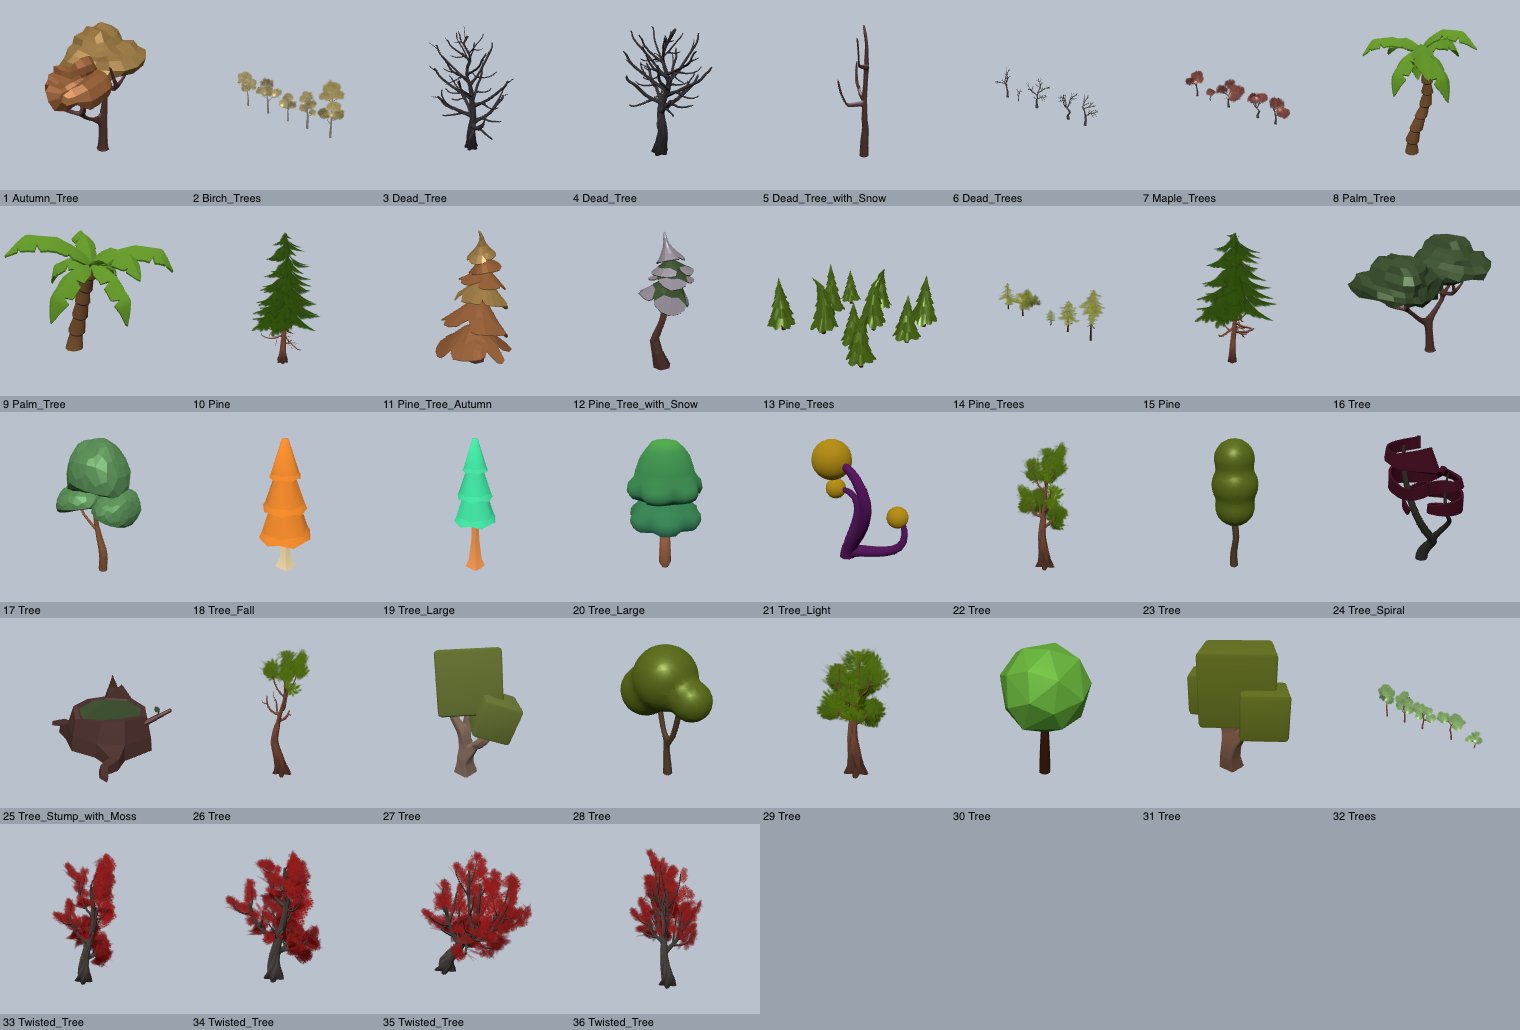 1 Autumn_Tree
2 Birch_Trees
3 Dead_Tree
4 Dead_Tree
5 Dead_Tree_with_Snow
6 Dead_Trees
7 Maple_Trees
8 Palm_Tree
9 Palm_Tree
10 Pine
11 Pine_Tree_Autumn
12 Pine_Tree_with_Snow
13 Pine_Trees
14 Pine_Trees
15 Pine
16 Tree
17 Tree
18 Tree_Fall
19 Tree_Large
20 Tree_Large
21 Tree_Light
22 Tree
23 Tree
24 Tree_Spiral
25 Tree_Stump_with_Moss
26 Tree
27 Tree
28 Tree
29 Tree
30 Tree
31 Tree
32 Trees
33 Twisted_Tree
34 Twisted_Tree
35 Twisted_Tree
36 Twisted_Tree